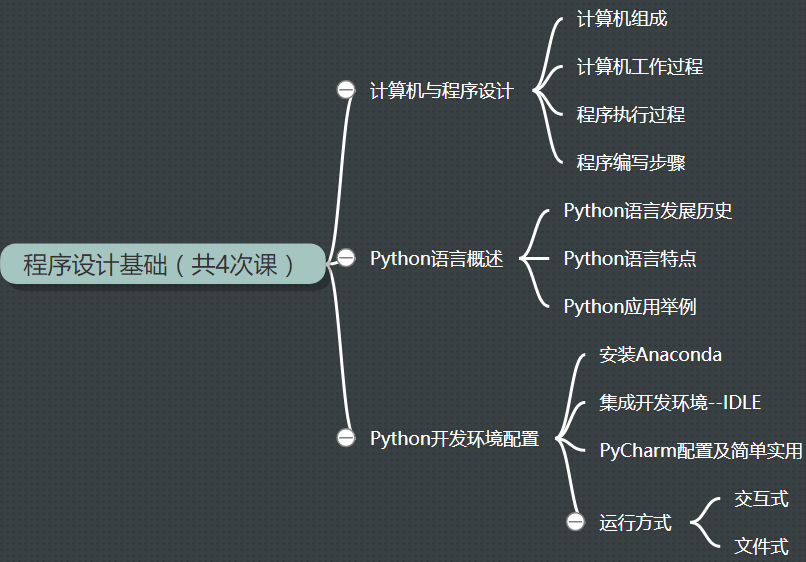 程序设计基础（共4次课）
计算机与程序设计
计算机组成
计算机工作过程
程序执行过程
程序编写步骤
Python语言概述
Python语言发展历史
Python语言特点
Python应用举例
Python开发环境配置
安装Anaconda
集成开发环境--IDLE
PyCharm配置及简单实用
运行方式
交互式
文件式